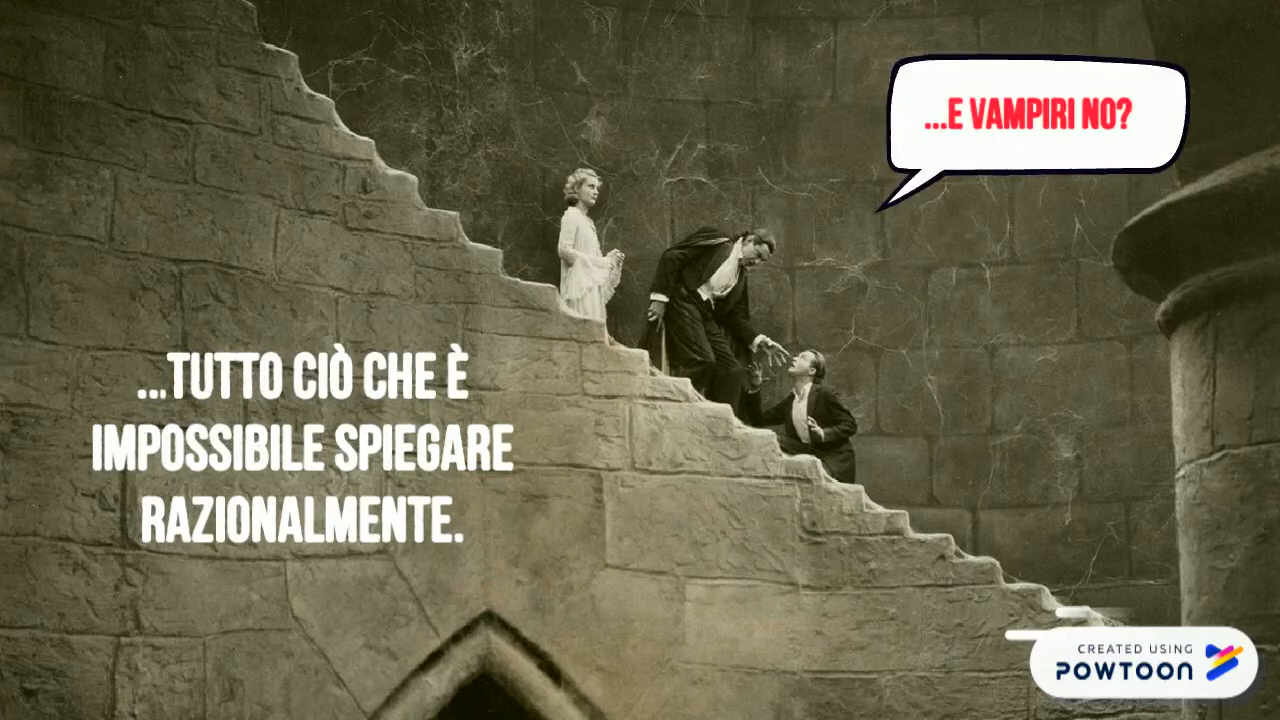 ...E VAMPIRI NO?
...TUTTO CIÒ CHE È
IMPOSSIBILE SPIEGARE
RAZIONALMENTE.
CREATED USING
POWTOON